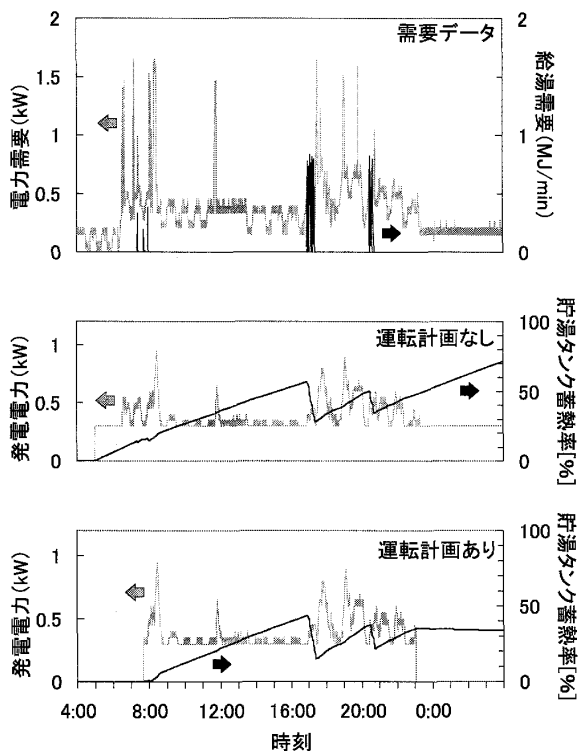 需要データ
電力需要(kW)
2
1.5
1
0.5
0
2
1
0
給湯需要(MJ/min)
運転計画なし
発電電力(kW)
1
0.5
0
100
50
0
貯湯タンク蓄熱率[%]
運転計画あり
発電電力(kW)
1
0.5
0
100
50
0
貯湯タンク蓄熱率[%]
4:00 8:00 12:00 16:00 20:00 0:00
時刻